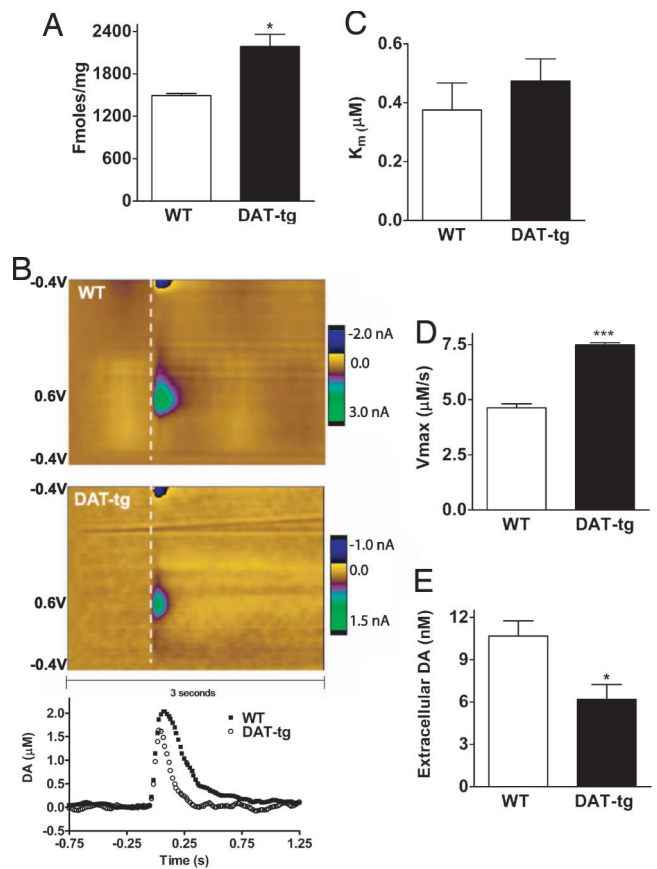 A
Fmoles/mg
2400
1800
1200
600
0
*
WT
DAT-tg
C
Km (μM)
0.6
0.4
0.2
0.0
WT
DAT-tg
B
-0.4V
WT
0.6V
-0.4V
-2.0 nA
0.0
3.0 nA
-0.4V
DAT-tg
0.6V
-0.4V
-1.0 nA
0.0
1.5 nA
3 seconds
DA (μM)
2.0
1.5
1.0
0.5
0.0
-0.5
WT
DAT-tg
-0.75
-0.25
0.25
0.75
1.25
Time (s)
D
Vmax (μM/s)
7.5
5.0
2.5
0.0
***
WT
DAT-tg
E
Extracellular DA (nM)
12
9
6
3
0
*
WT
DAT-tg